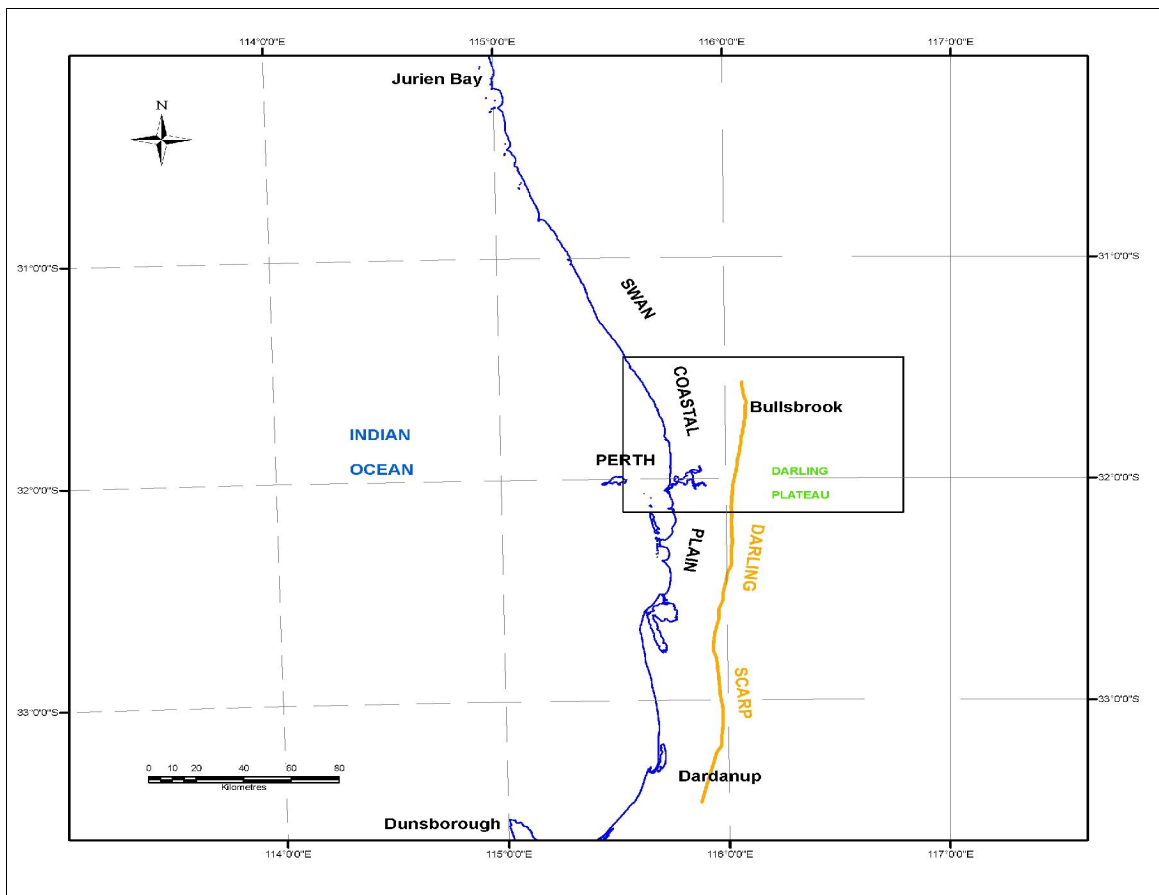 114°0'0"E
115°0'0"E
116°0'0"E
117°0'0"E
Jurien Bay
N
31°0'0"S
31°0'0"S
SWAN
COASTAL
Bullsbrook
INDIAN
OCEAN
PERTH
DARLING
PLATEAU
32°0'0"S
32°0'0"S
PLAIN
DARLING
SCARP
33°0'0"S
33°0'0"S
0 10 20 40 60 80
Kilometres
Dardanup
Dunsborough
114°0'0"E
115°0'0"E
116°0'0"E
117°0'0"E